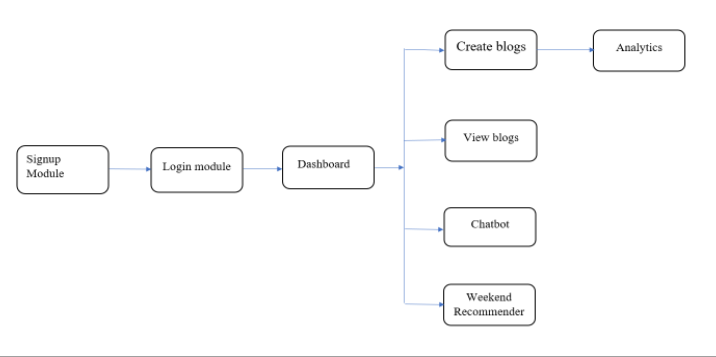 Create blogs
Analytics
View blogs
Signup
Module
Login module
Dashboard
Chatbot
Weekend
Recommender